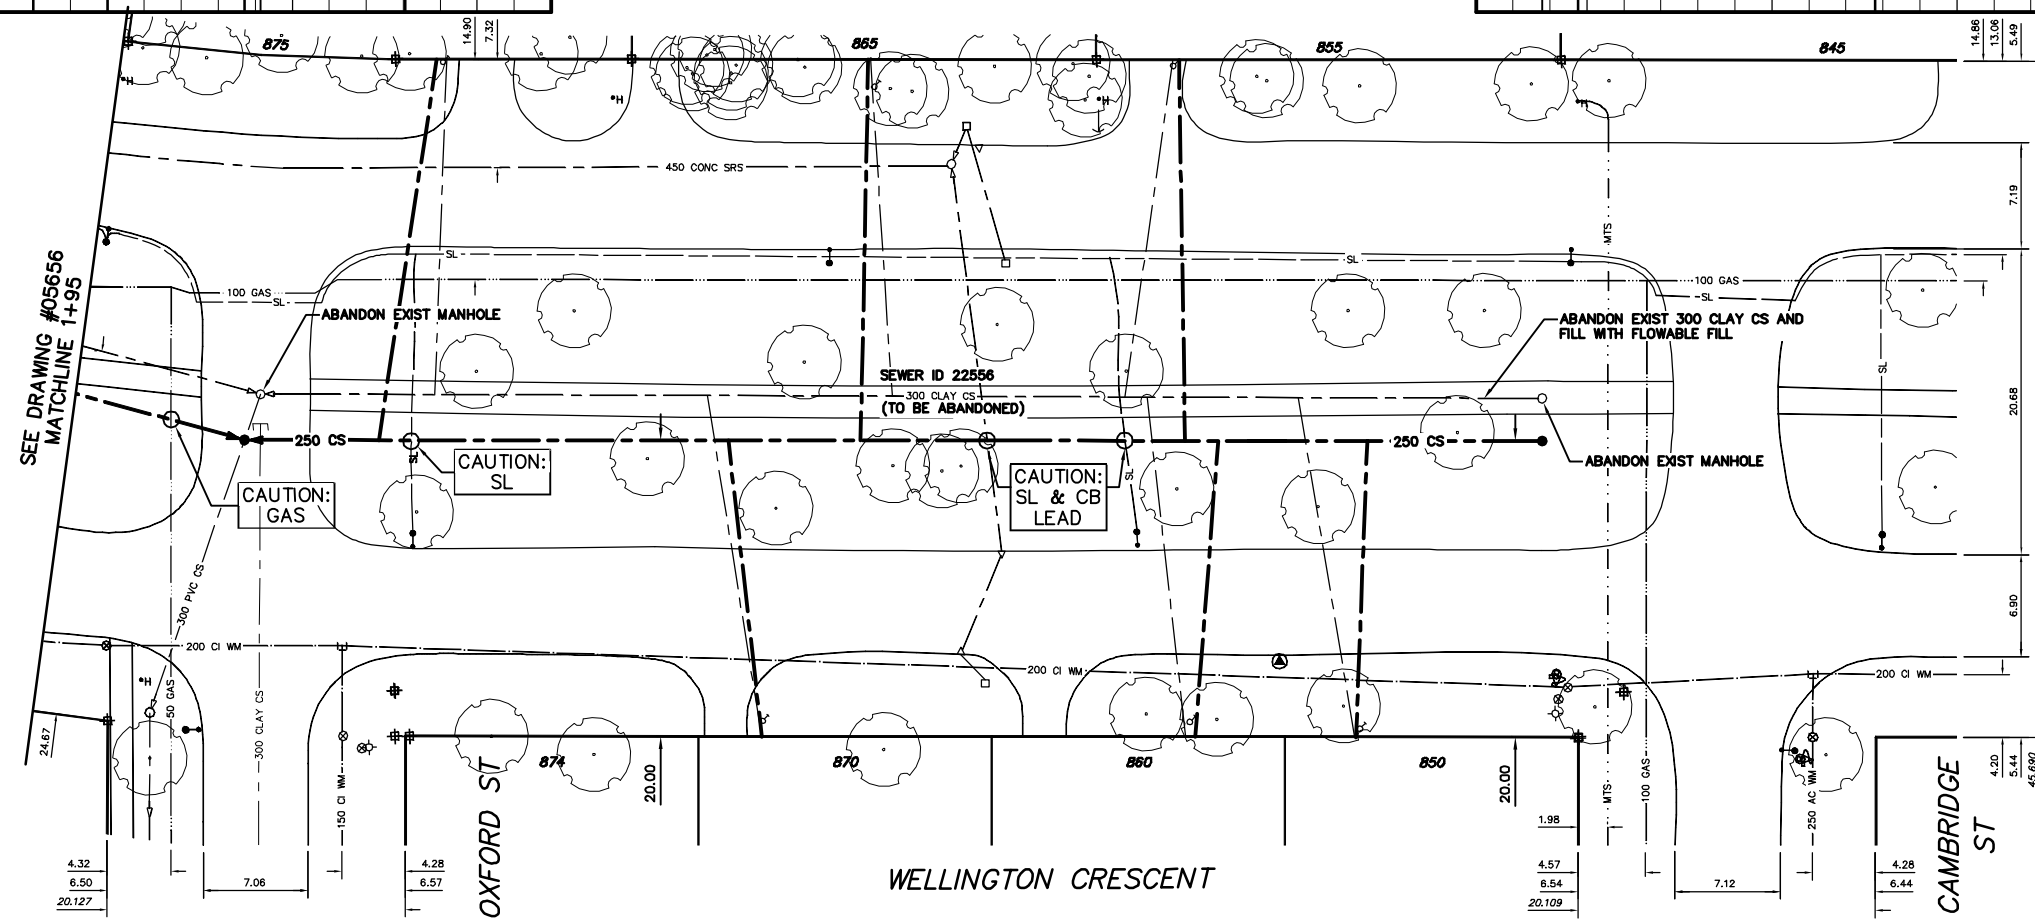 875
14.90
7.32
865
855
845
14.86
13.06
5.49
H
H
H
H
H
450 CONC SRS
7.19
MTS
SL
SL
100 GAS
SL
100 GAS
SL
SEE DRAWING #05656
MATCHLINE 1+95
ABANDON EXIST MANHOLE
ABANDON EXIST 300 CLAY CS AND
FILL WITH FLOWABLE FILL
SEWER ID 22556
300 CLAY CS
(TO BE ABANDONED)
SL
20.68
250 CS
250 CS
SL
CAUTION:
SL
CAUTION:
SL & CB
LEAD
SL
ABANDON EXIST MANHOLE
CAUTION:
GAS
300 PVC CS
6.90
200 CI WM
200 CI WM
200 CI WM
H
50 GAS
300 CLAY CS
24.67
874
870
860
850
20.00
20.00
150 CI WM
OXFORD ST
MTS
100 GAS
250 AC WM
CAMBRIDGE
ST
4.20
5.44
45.690
1.98
4.32
6.50
20.127
7.06
4.28
6.57
WELLINGTON CRESCENT
4.57
6.54
20.109
7.12
4.28
6.44